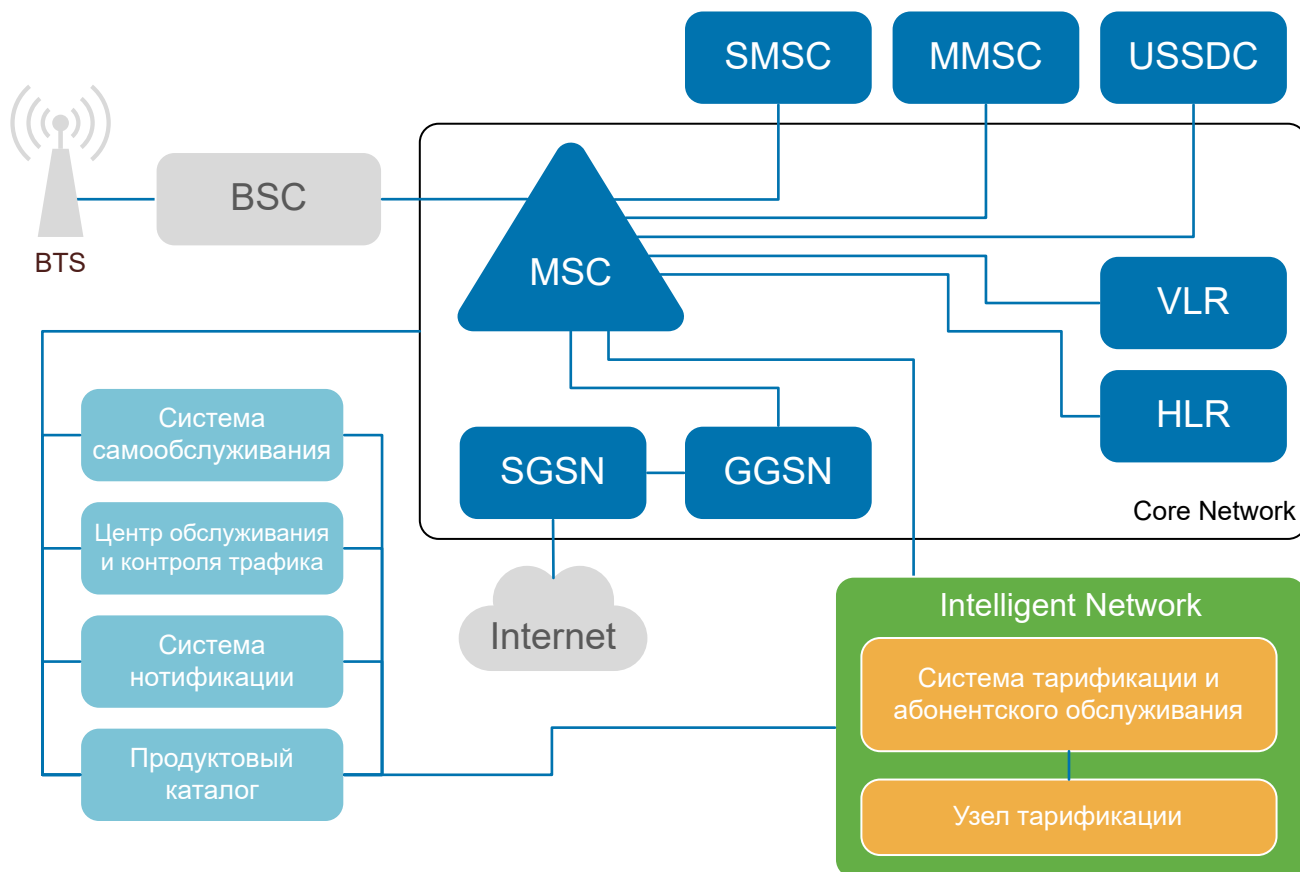 SMSC
MMSC
USSDC
BSC
BTS
MSC
VLR
HLR
SGSN
GGSN
Core Network
Internet
Система
самообслуживания
Центр обслуживания
и контроля трафика
Система
нотификации
Продуктовый
каталог
Intelligent Network
Система тарификации и
абонентского обслуживания
Узел тарификации